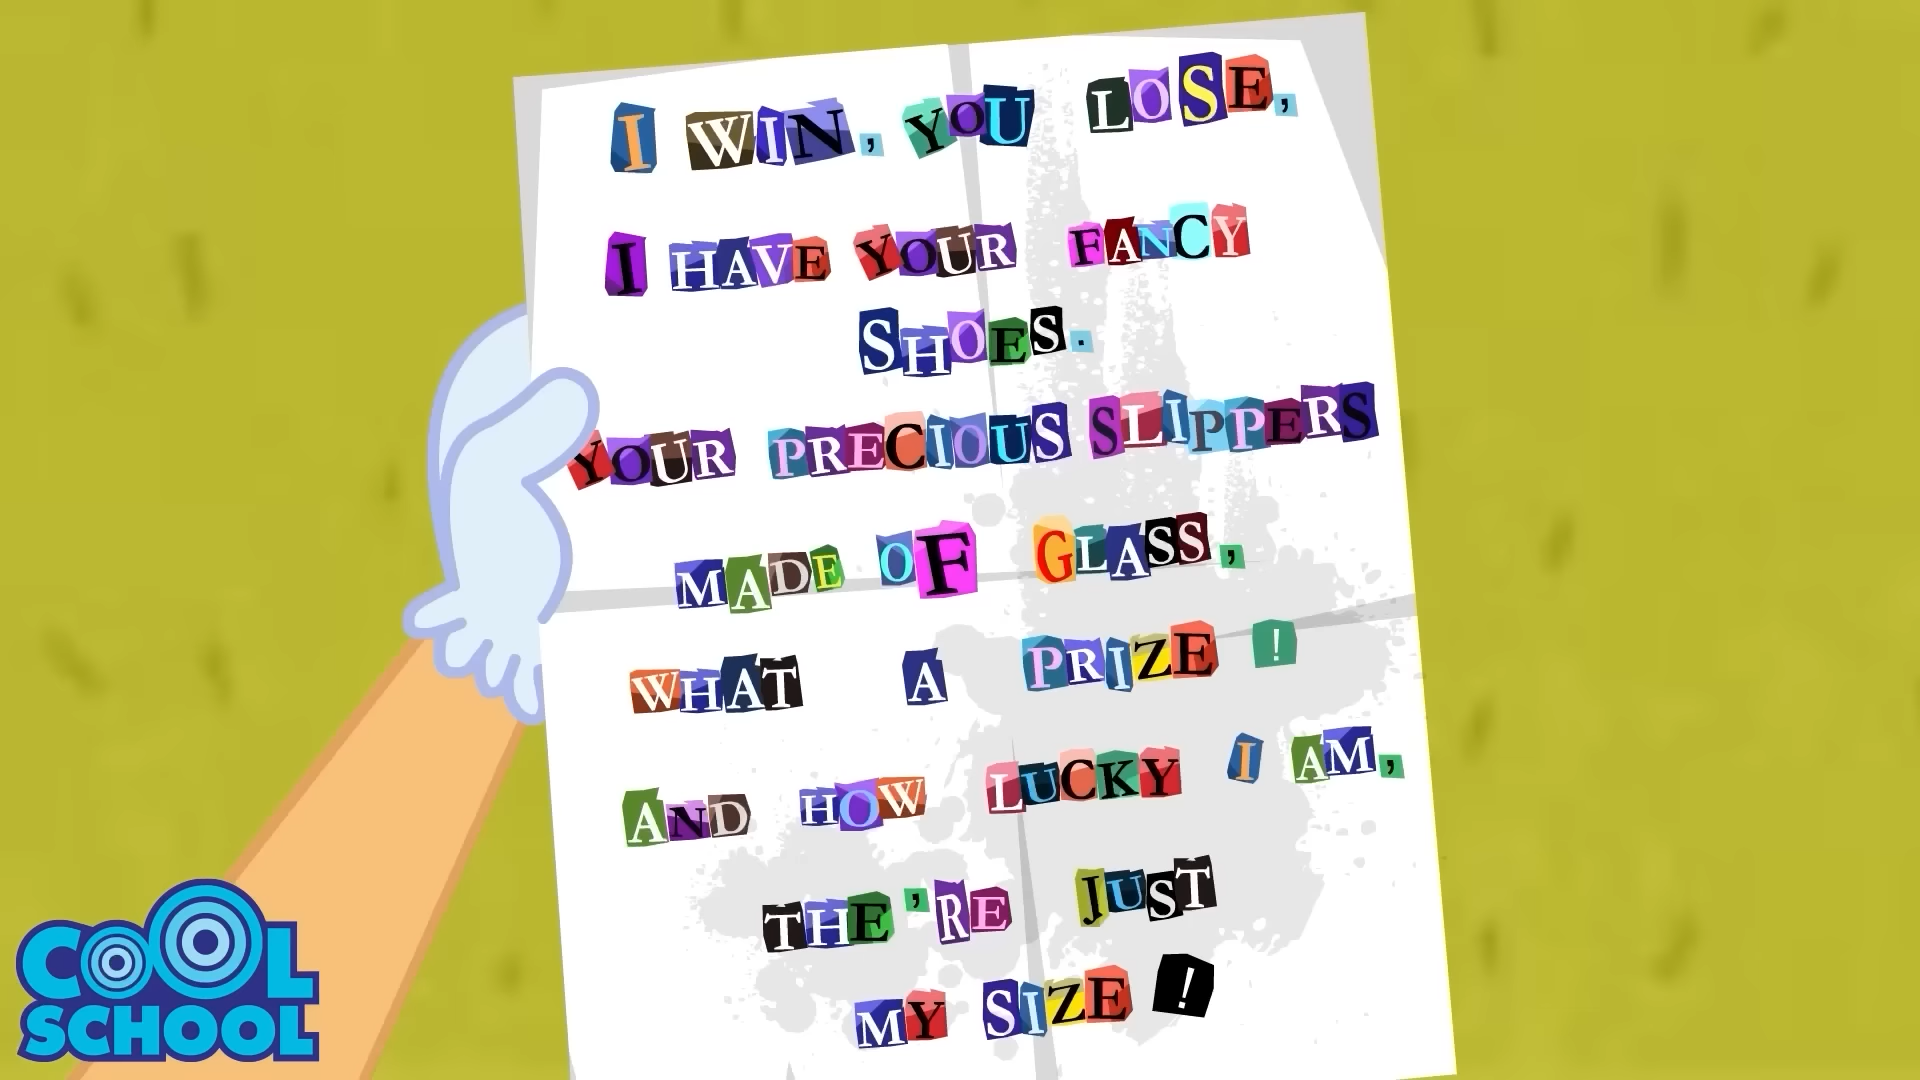 I WIN, YOU LOSE,
I HAVE YOUR FANCY
SHOES.
YOUR PRECIOUS SLIPPERS
MADE OF GLASS,
WHAT A PRIZE!
AND HOW LUCKY I AM,
THE'RE JUST
MY SIZE!
COOL
SCHOOL